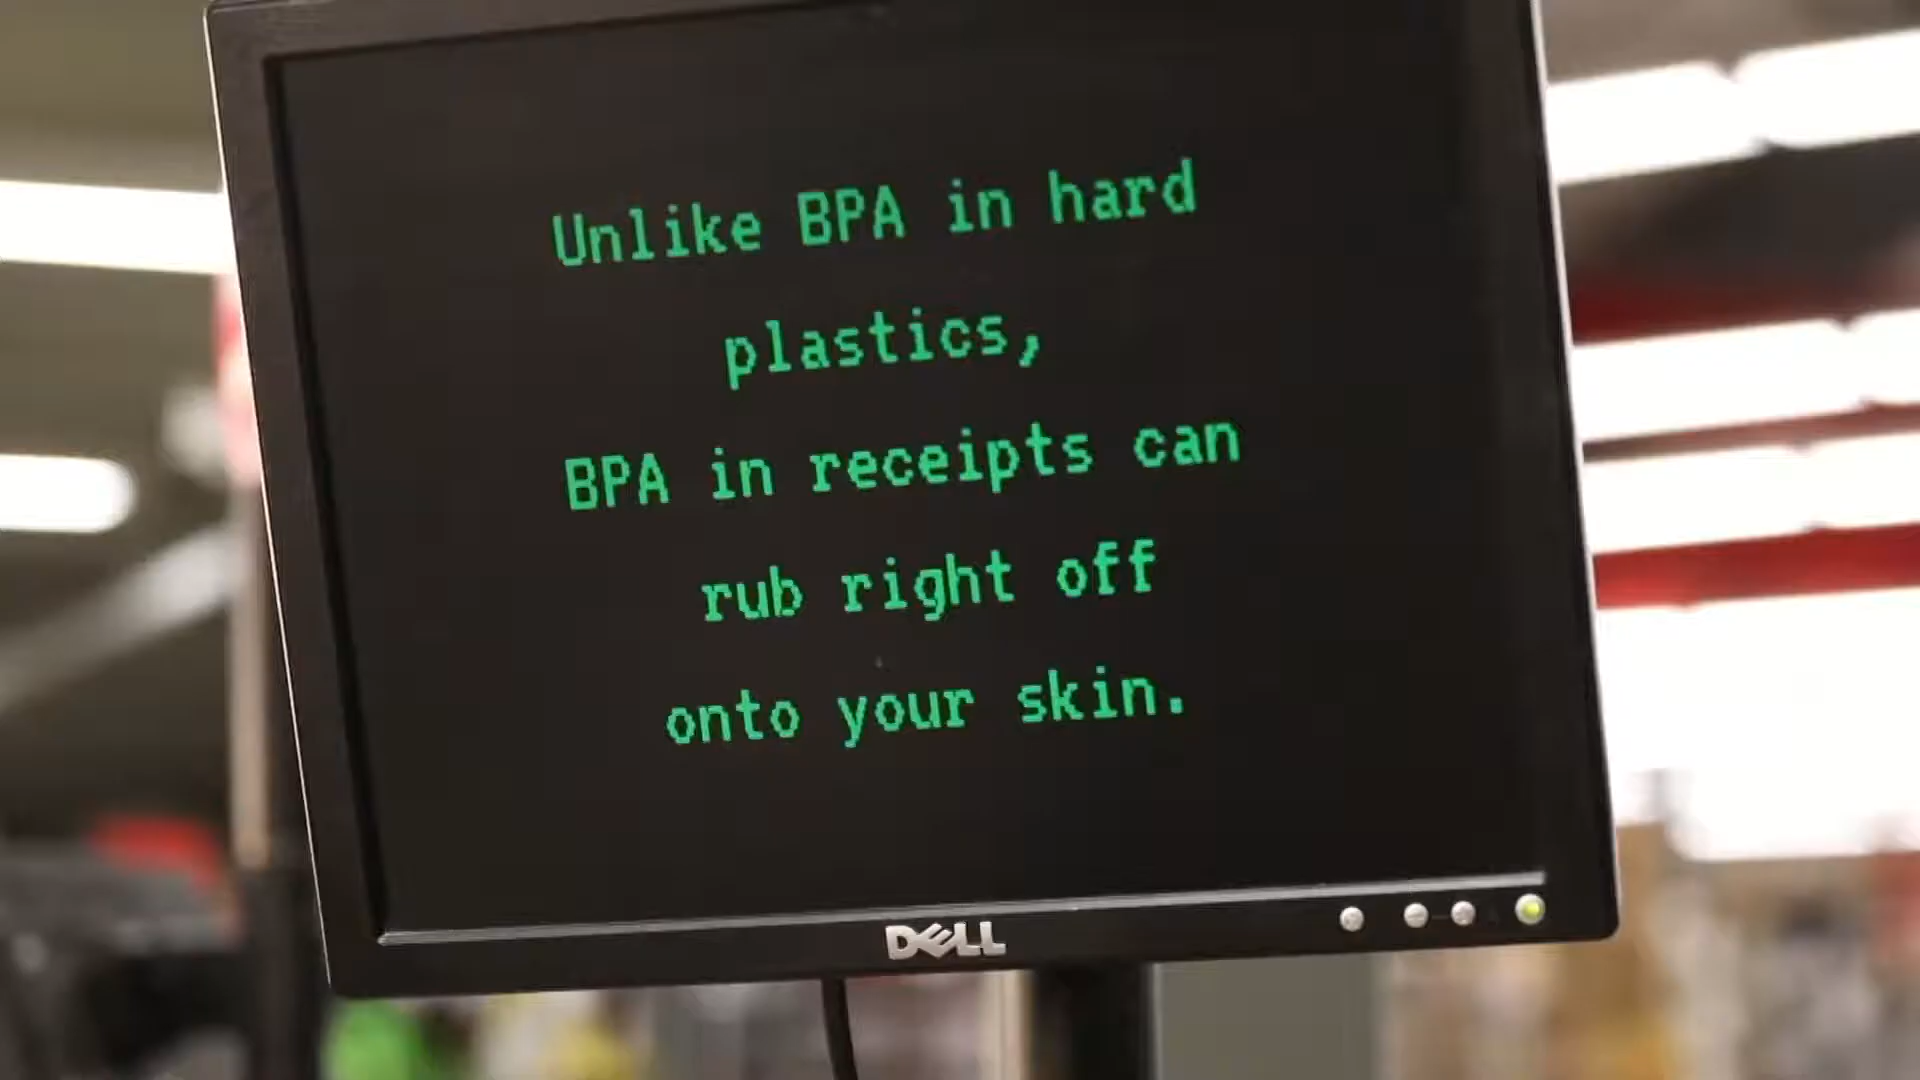 Unlike BPA in hard
plastics,
BPA in receipts can
rub right off
onto your skin.
DELL